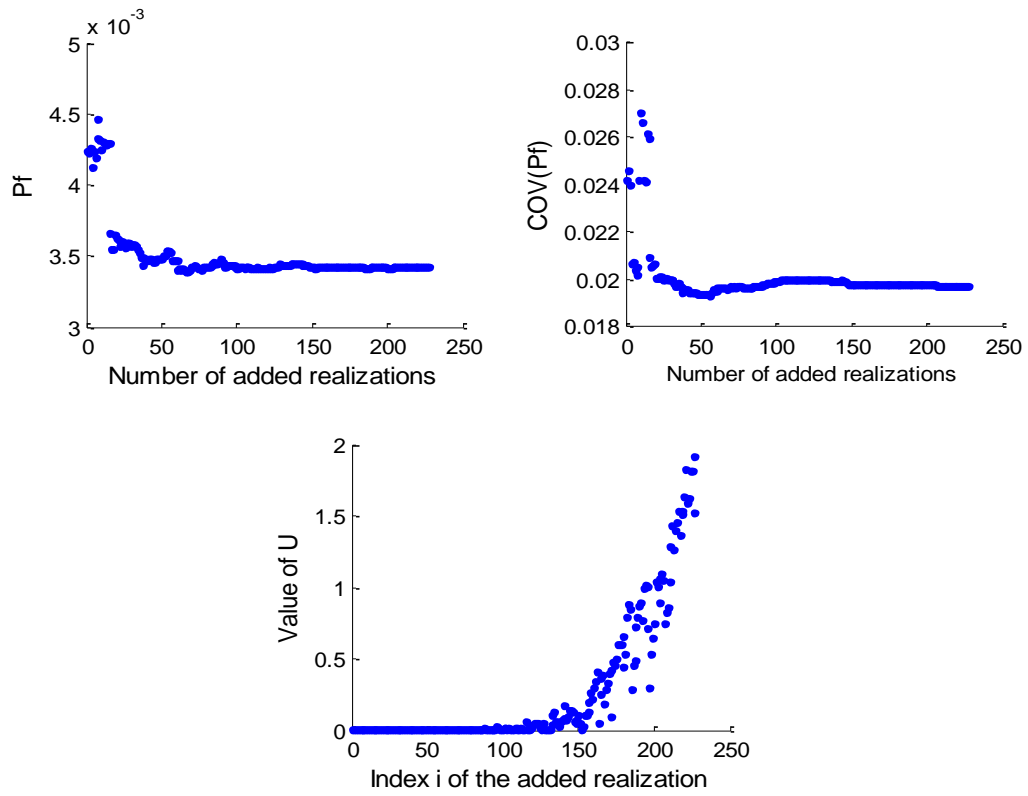 x 10⁻³
5
4.5
4
3.5
3
Pf
0 50 100 150 200 250
Number of added realizations
0.03
0.028
0.026
0.024
0.022
0.02
0.018
COV(Pf)
0 50 100 150 200 250
Number of added realizations
2
1.5
1
0.5
0
Value of U
0 50 100 150 200 250
Index i of the added realization